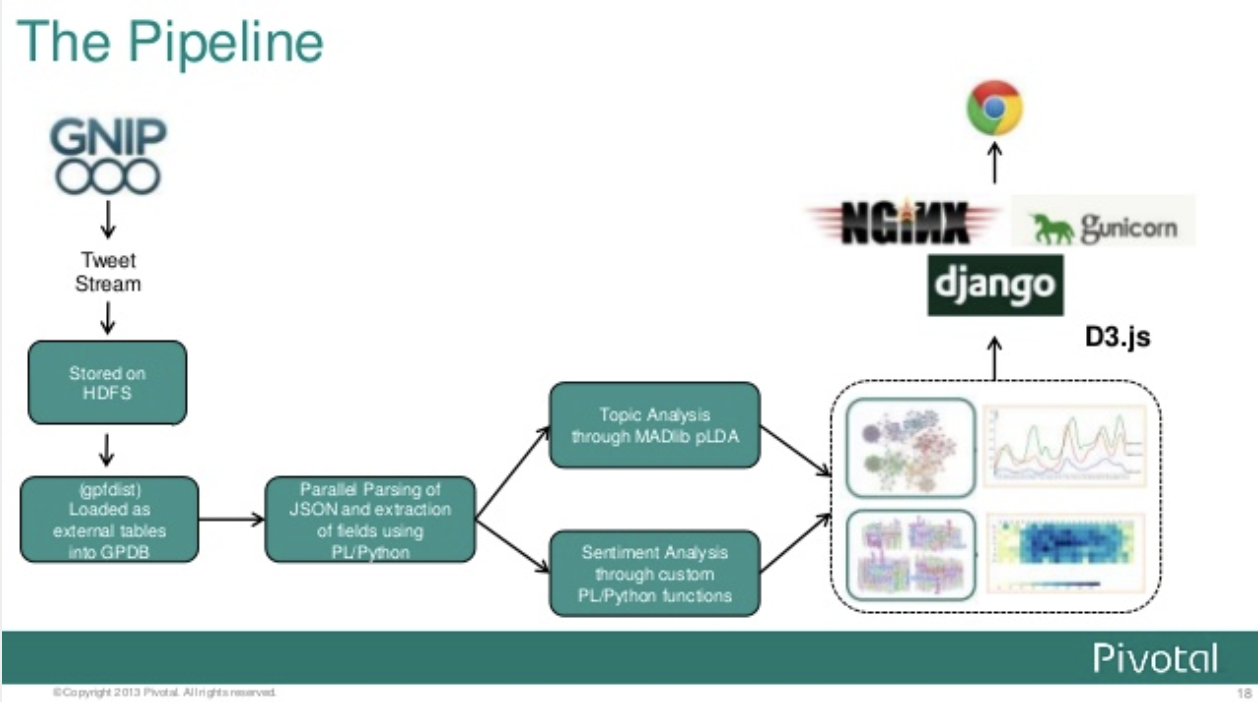 The Pipeline
GNIP
Tweet
Stream
Stored on
HDFS
(gpfdist)
Loaded as
external tables
into GPDB
Parallel Parsing of
JSON and extraction
of fields using
PL/Python
Topic Analysis
through MADlib pLDA
Sentiment Analysis
through custom
PL/Python functions
NGiNX
gunicorn
django
D3.js
Pivotal
©Copyright 2013 Pivotal. All rights reserved.
18